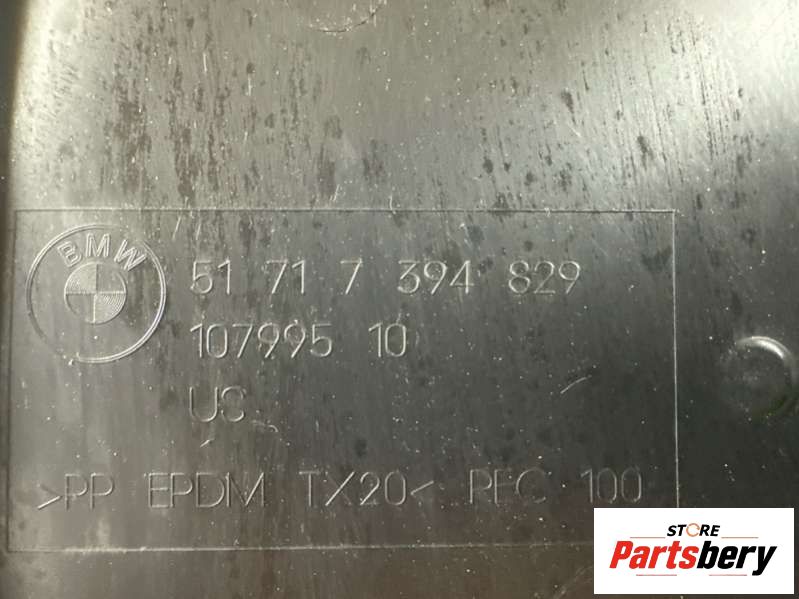 BMW
51 71 7 394 829
107995 10
US
>PP EPDM TX20< REC 100
STORE
Partsbery